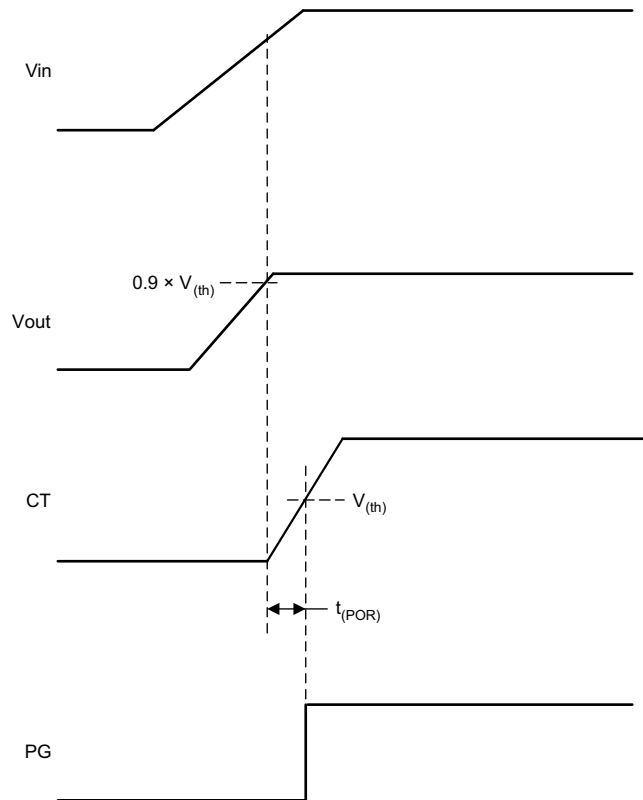 Vin
0.9 × V(th)
Vout
CT
V(th)
t(POR)
PG